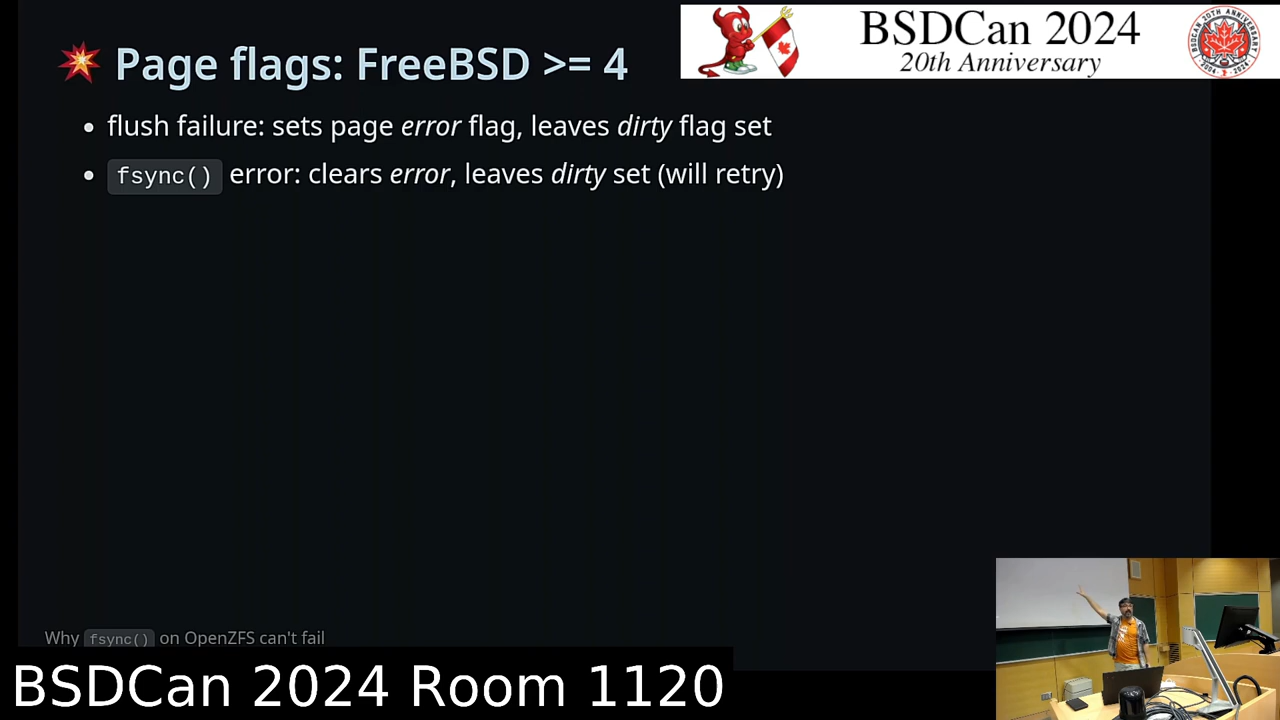 Page flags: FreeBSD >= 4
BSDCan 2024
20th Anniversary
flush failure: sets page error flag, leaves dirty flag set
fsync() error: clears error, leaves dirty set (will retry)
Why fsync() on OpenZFS can't fail
BSDCan 2024 Room 1120